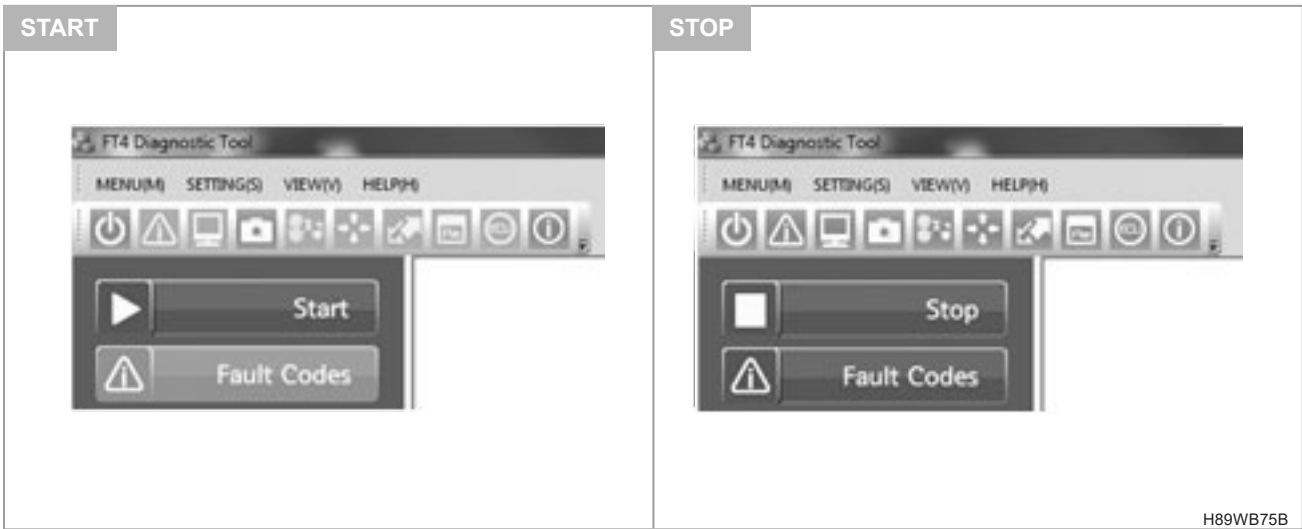 START
FT4 Diagnostic Tool
MENU(M) SETTING(S) VIEW(V) HELP(H)
Start
Fault Codes
STOP
FT4 Diagnostic Tool
MENU(M) SETTING(S) VIEW(V) HELP(H)
Stop
Fault Codes
H89WB75B